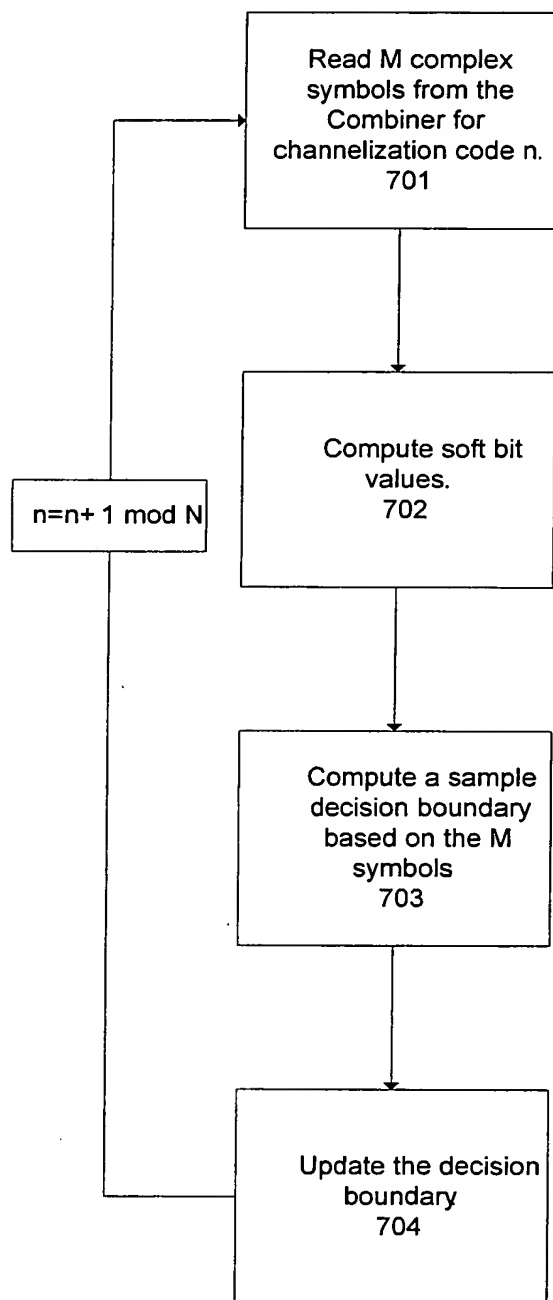 Read M complex
symbols from the
Combiner for
channelization code n.
701
Compute soft bit
values.
702
n=n+ 1 mod N
Compute a sample
decision boundary
based on the M
symbols
703
Update the decision
boundary
704